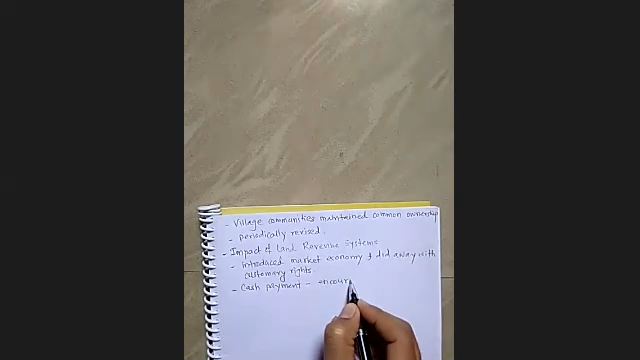 - Village communities maintained common ownership
- periodically revised.
- Impact of Land Revenue Systems
- introduced market economy & did away with
customary rights.
- Cash payment - encour